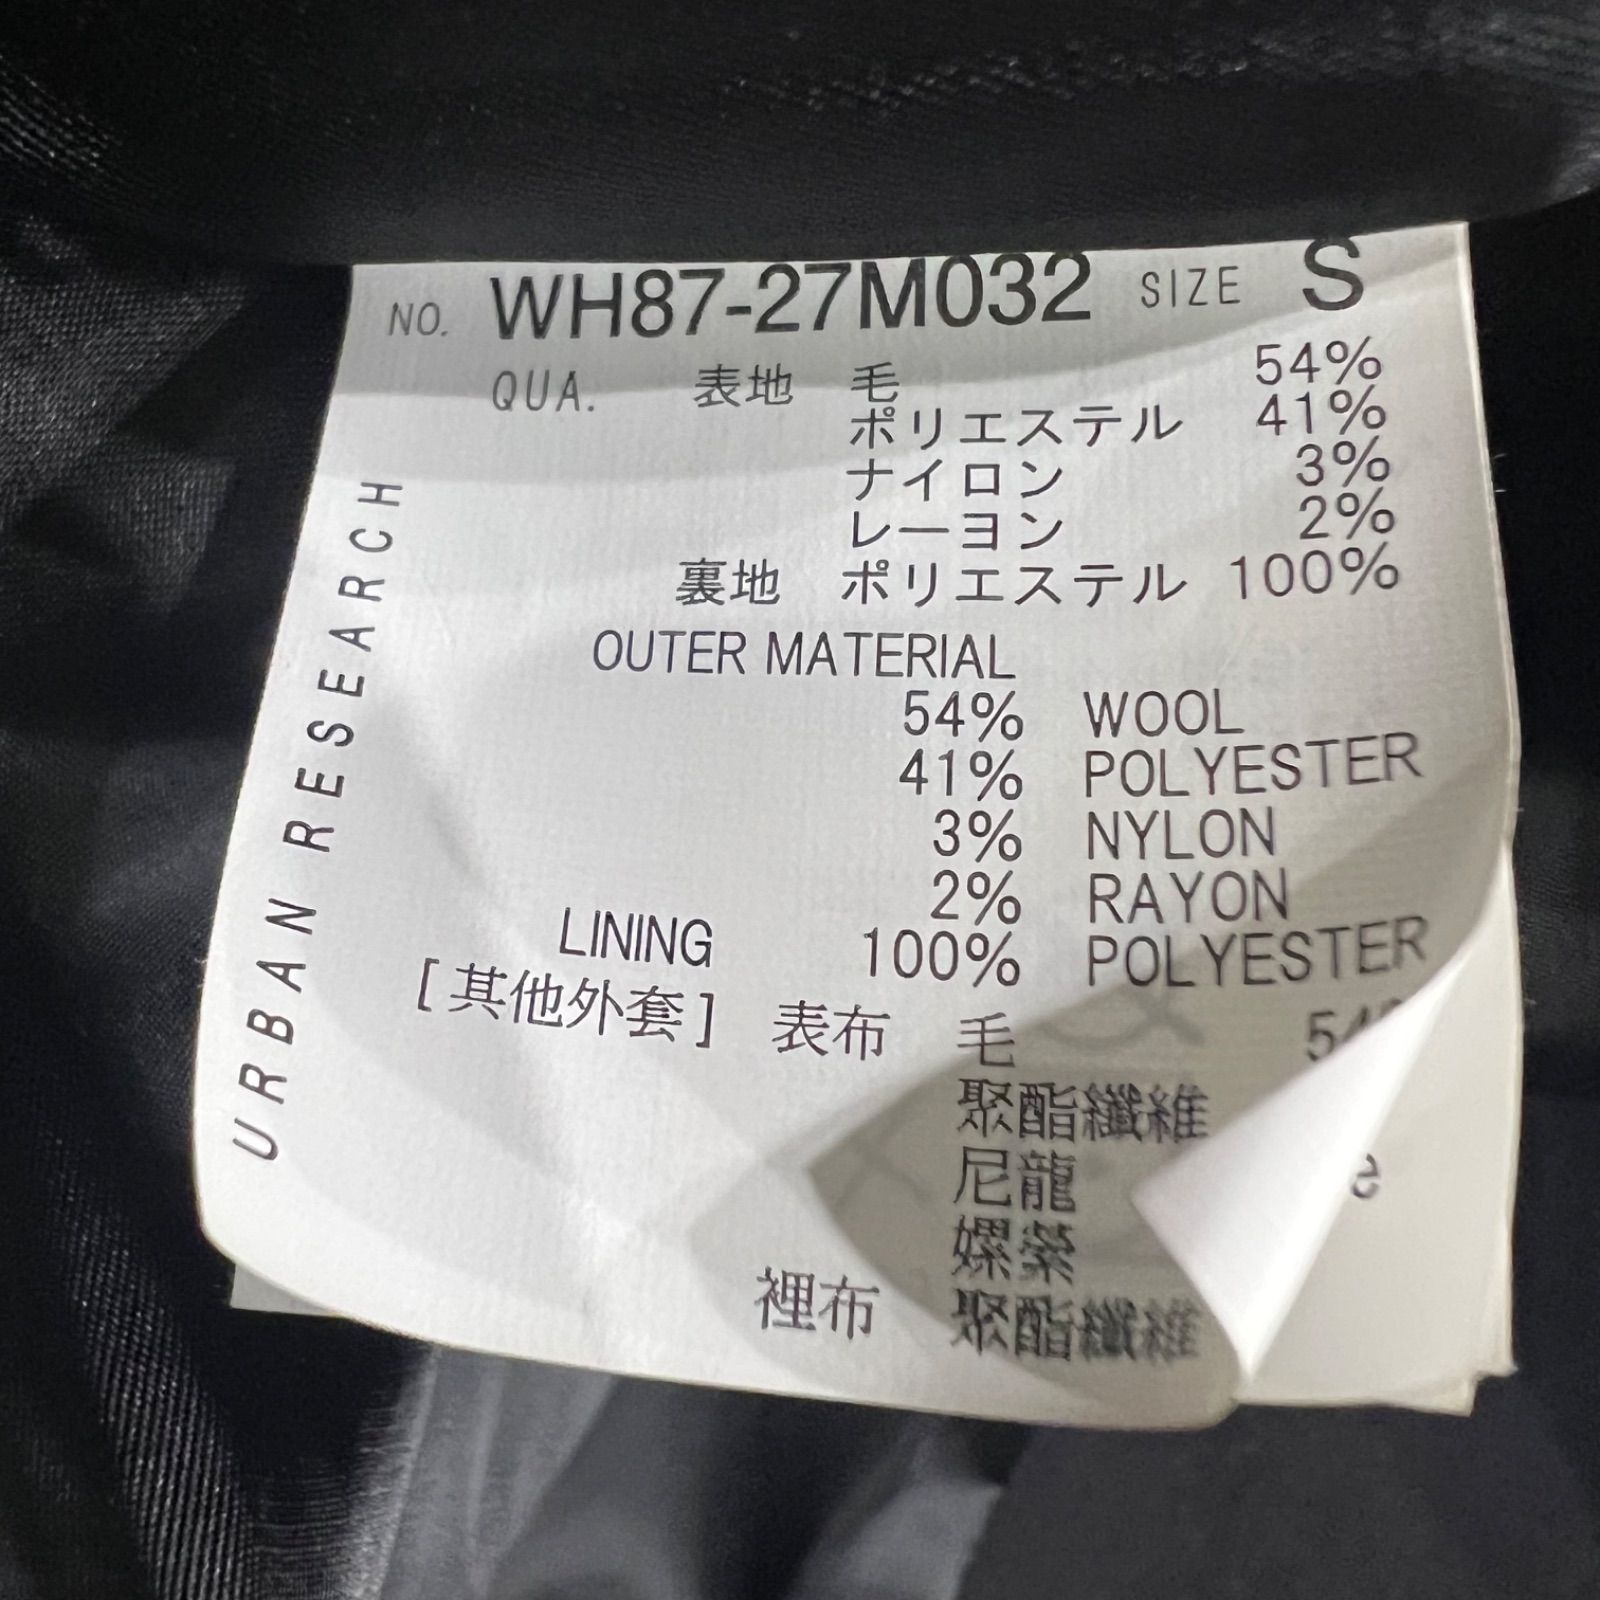 NO. WH87-27M032 SIZE S
QUA. 表地 毛 54%
ポリエステル 41%
ナイロン 3%
レーヨン 2%
裏地 ポリエステル 100%
OUTER MATERIAL
54% WOOL
41% POLYESTER
3% NYLON
2% RAYON
LINING 100% POLYESTER
[其他外套] 表布 毛 54
聚酯纖維
尼龍
嫘縈
裡布 聚酯纖維
e
URBAN RESEARCH